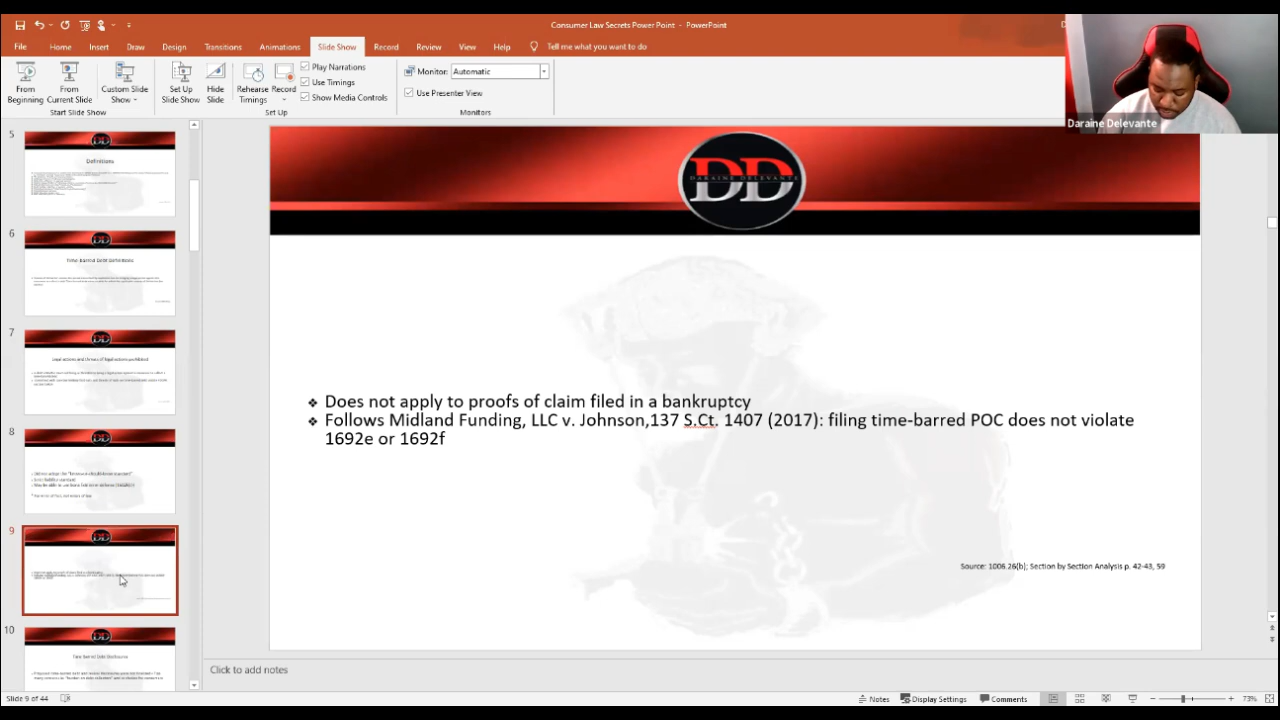 Consumer Law Secrets Power Point - PowerPoint
File Home Insert Draw Design Transitions Animations Slide Show Record Review View Help Tell me what you want to do
From Beginning
From Current Slide
Custom Slide Show
Start Slide Show
Set Up Slide Show
Hide Slide
Rehearse Timings
Record
Play Narrations
Use Timings
Show Media Controls
Set Up
Monitor: Automatic
Use Presenter View
Monitors
Daraine Delevante
5
Definitions
6
Time-Barred Debt Definitions
7
8
9
10
Time Barred Debt Disclosures
DD
DARAINE DELEVANTE
❖ Does not apply to proofs of claim filed in a bankruptcy
❖ Follows Midland Funding, LLC v. Johnson,137 S.Ct. 1407 (2017): filing time-barred POC does not violate
1692e or 1692f
Source: 1006.26(b); Section by Section Analysis p. 42-43, 59
Click to add notes
Slide 9 of 44
Notes Display Settings Comments 73%